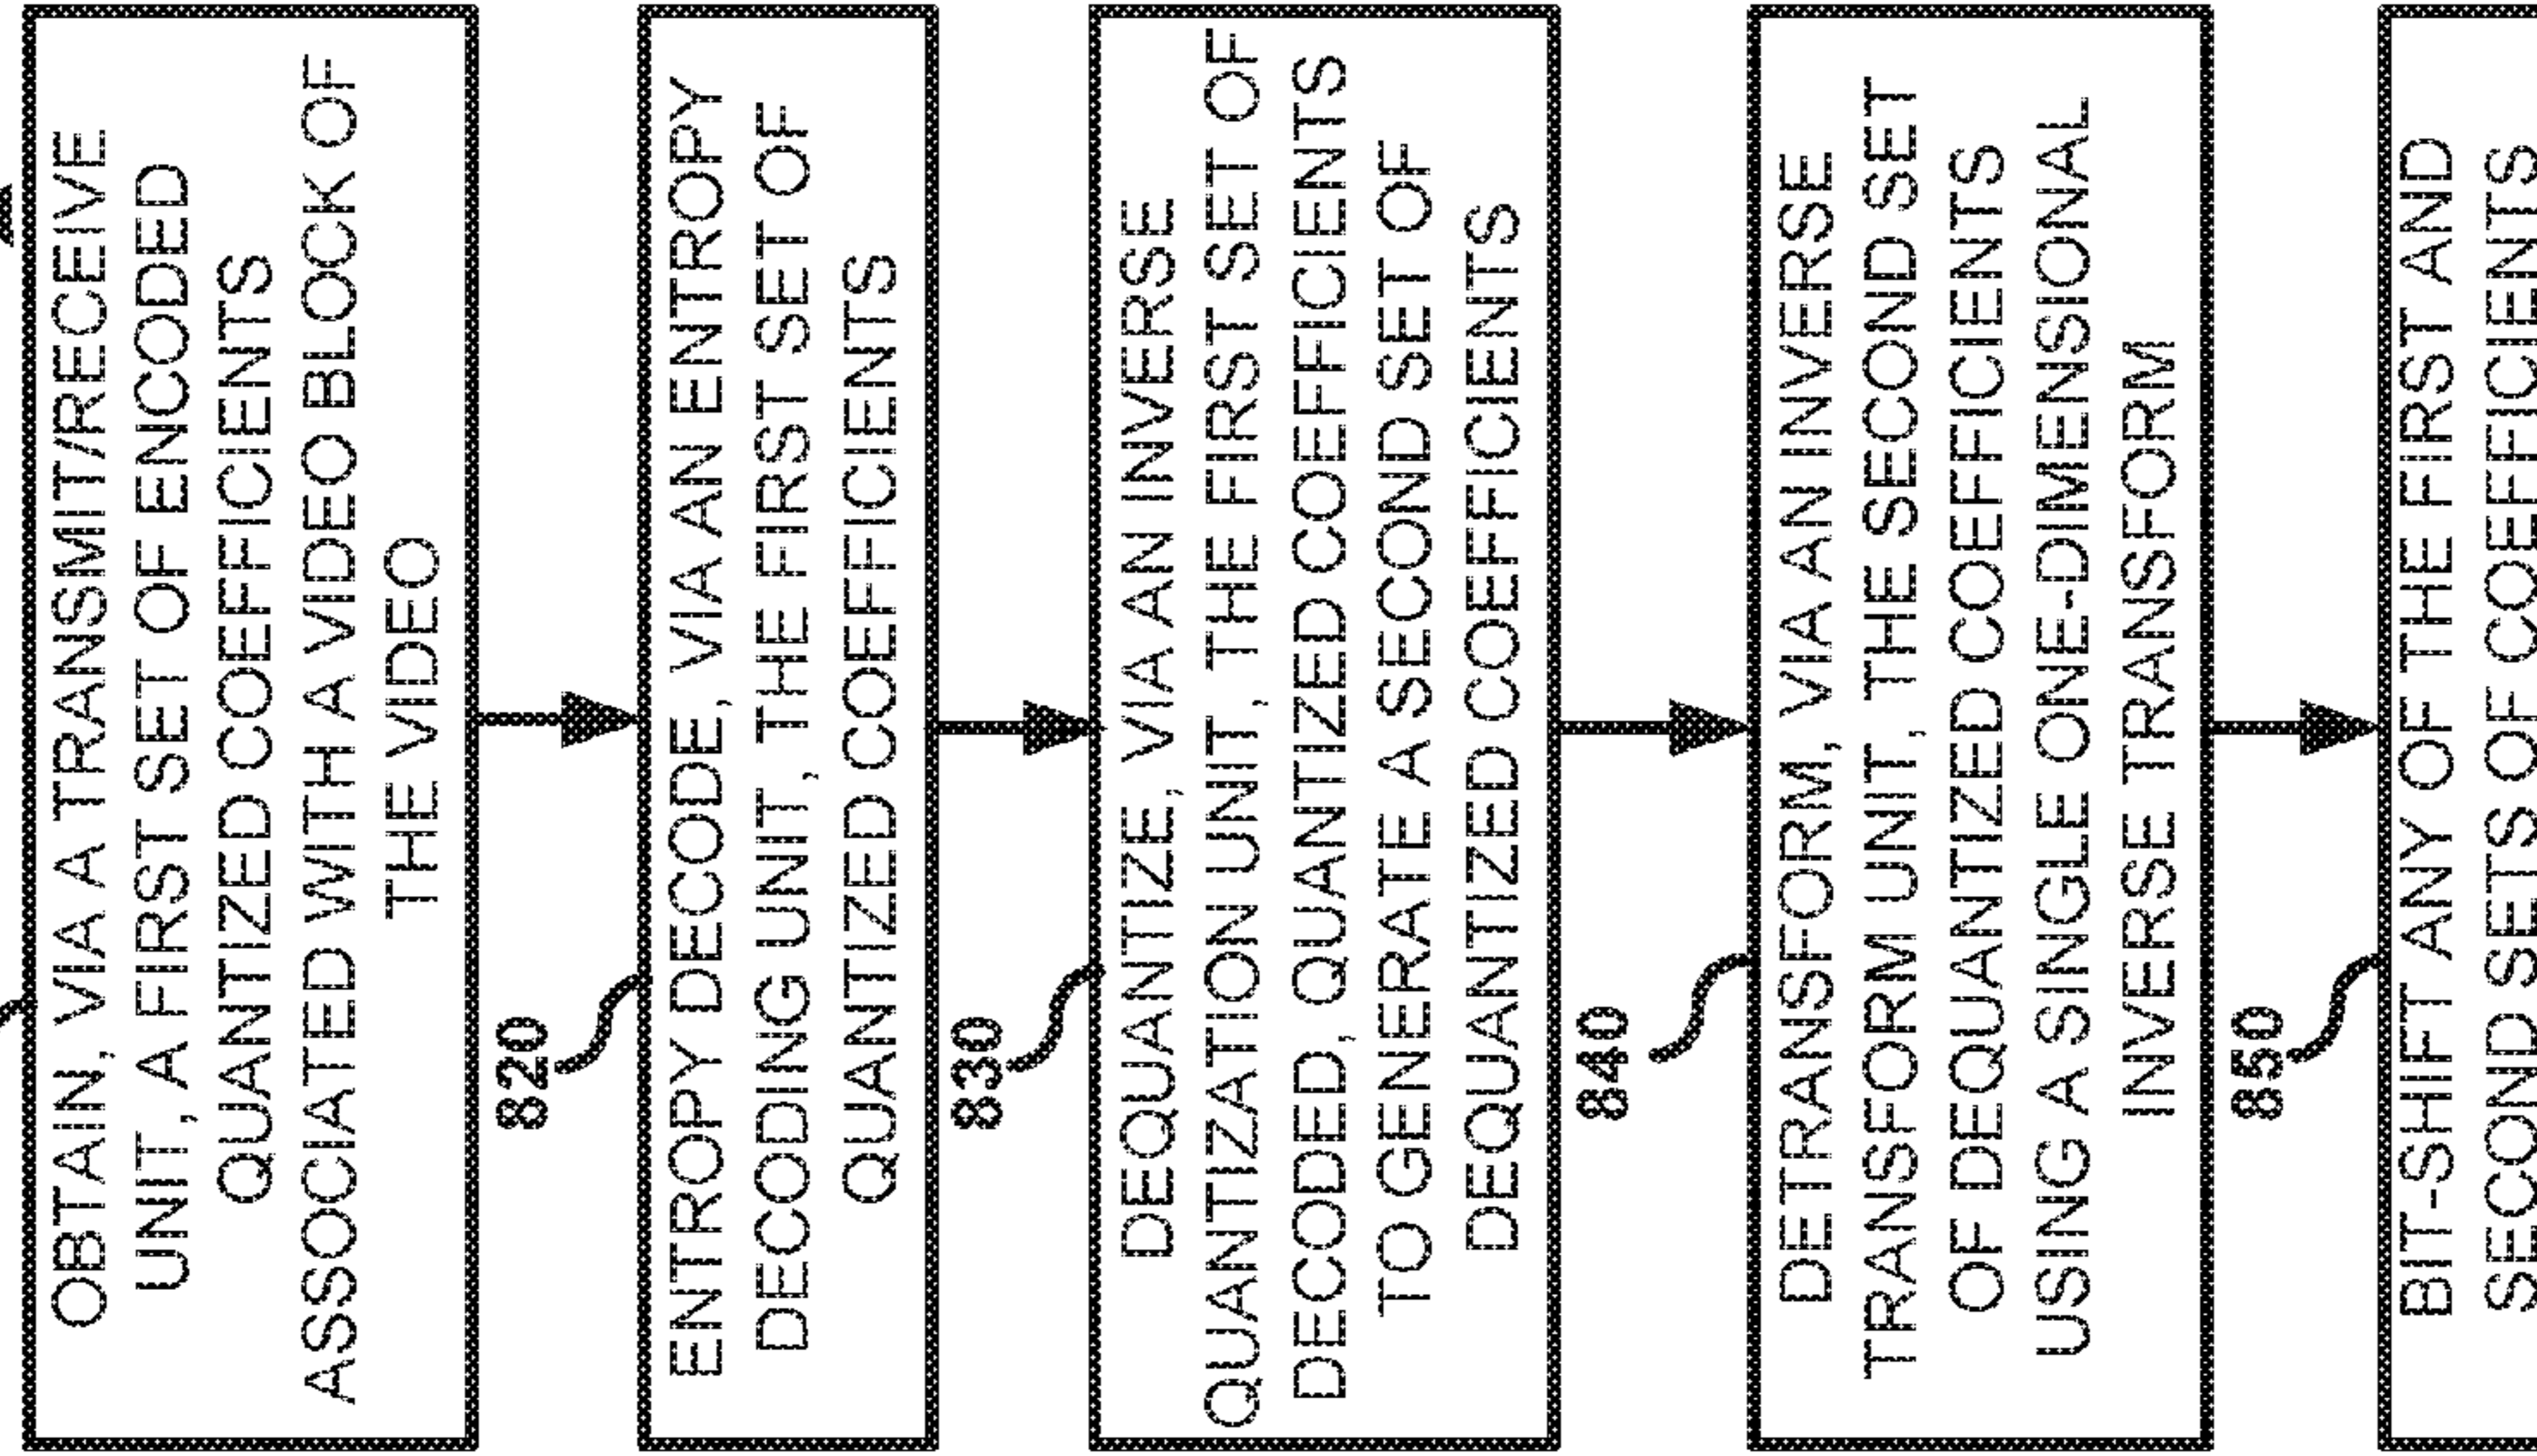 OBTAIN, VIA A TRANSMIT/RECEIVE
UNIT, A FIRST SET OF ENCODED
QUANTIZED COEFFICIENTS
ASSOCIATED WITH A VIDEO BLOCK OF
THE VIDEO
820
ENTROPY DECODE, VIA AN ENTROPY
DECODING UNIT, THE FIRST SET OF
QUANTIZED COEFFICIENTS
830
DEQUANTIZE, VIA AN INVERSE
QUANTIZATION UNIT, THE FIRST SET OF
DECODED, QUANTIZED COEFFICIENTS
TO GENERATE A SECOND SET OF
DEQUANTIZED COEFFICIENTS
840
DETRANSFORM, VIA AN INVERSE
TRANSFORM UNIT, THE SECOND SET
OF DEQUANTIZED COEFFICIENTS
USING A SINGLE ONE-DIMENSIONAL
INVERSE TRANSFORM
850
BIT-SHIFT ANY OF THE FIRST AND
SECOND SETS OF COEFFICIENTS